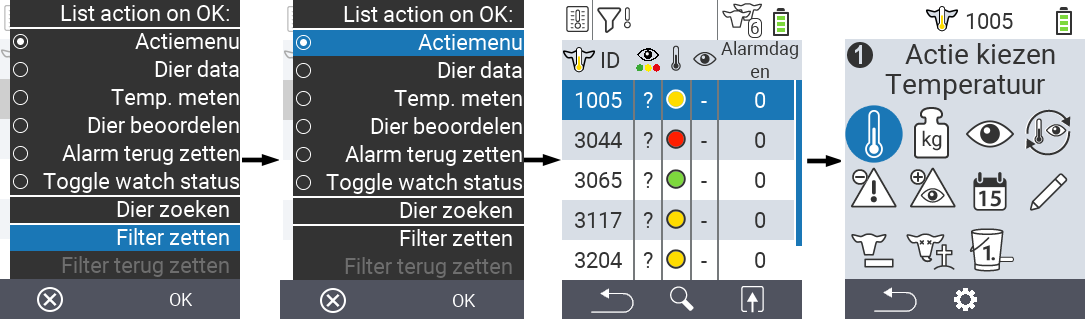 List action on OK:
Actiemenu
Dier data
Temp. meten
Dier beoordelen
Alarm terug zetten
Toggle watch status
Dier zoeken
Filter zetten
Filter terug zetten
OK
List action on OK:
Actiemenu
Dier data
Temp. meten
Dier beoordelen
Alarm terug zetten
Toggle watch status
Dier zoeken
Filter zetten
Filter terug zetten
OK
6
ID Alarmdag
en
1005 ? - 0
3044 ? - 0
3065 ? - 0
3117 ? - 0
3204 ? - 0
1005
1 Actie kiezen
Temperatuur
kg
15
1.